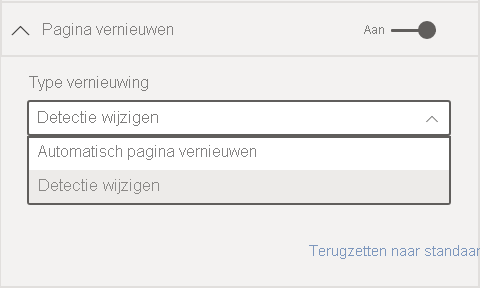 Pagina vernieuwen
Aan
Type vernieuwing
Detectie wijzigen
Automatisch pagina vernieuwen
Detectie wijzigen
Terugzetten naar standaar